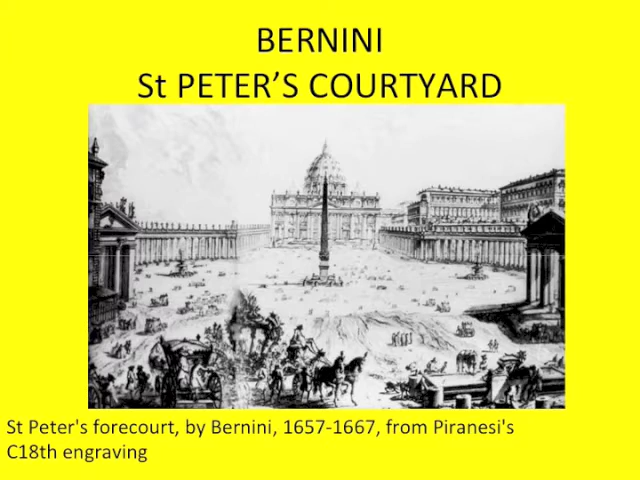 BERNINI
St PETER’S COURTYARD
St Peter's forecourt, by Bernini, 1657-1667, from Piranesi's
C18th engraving